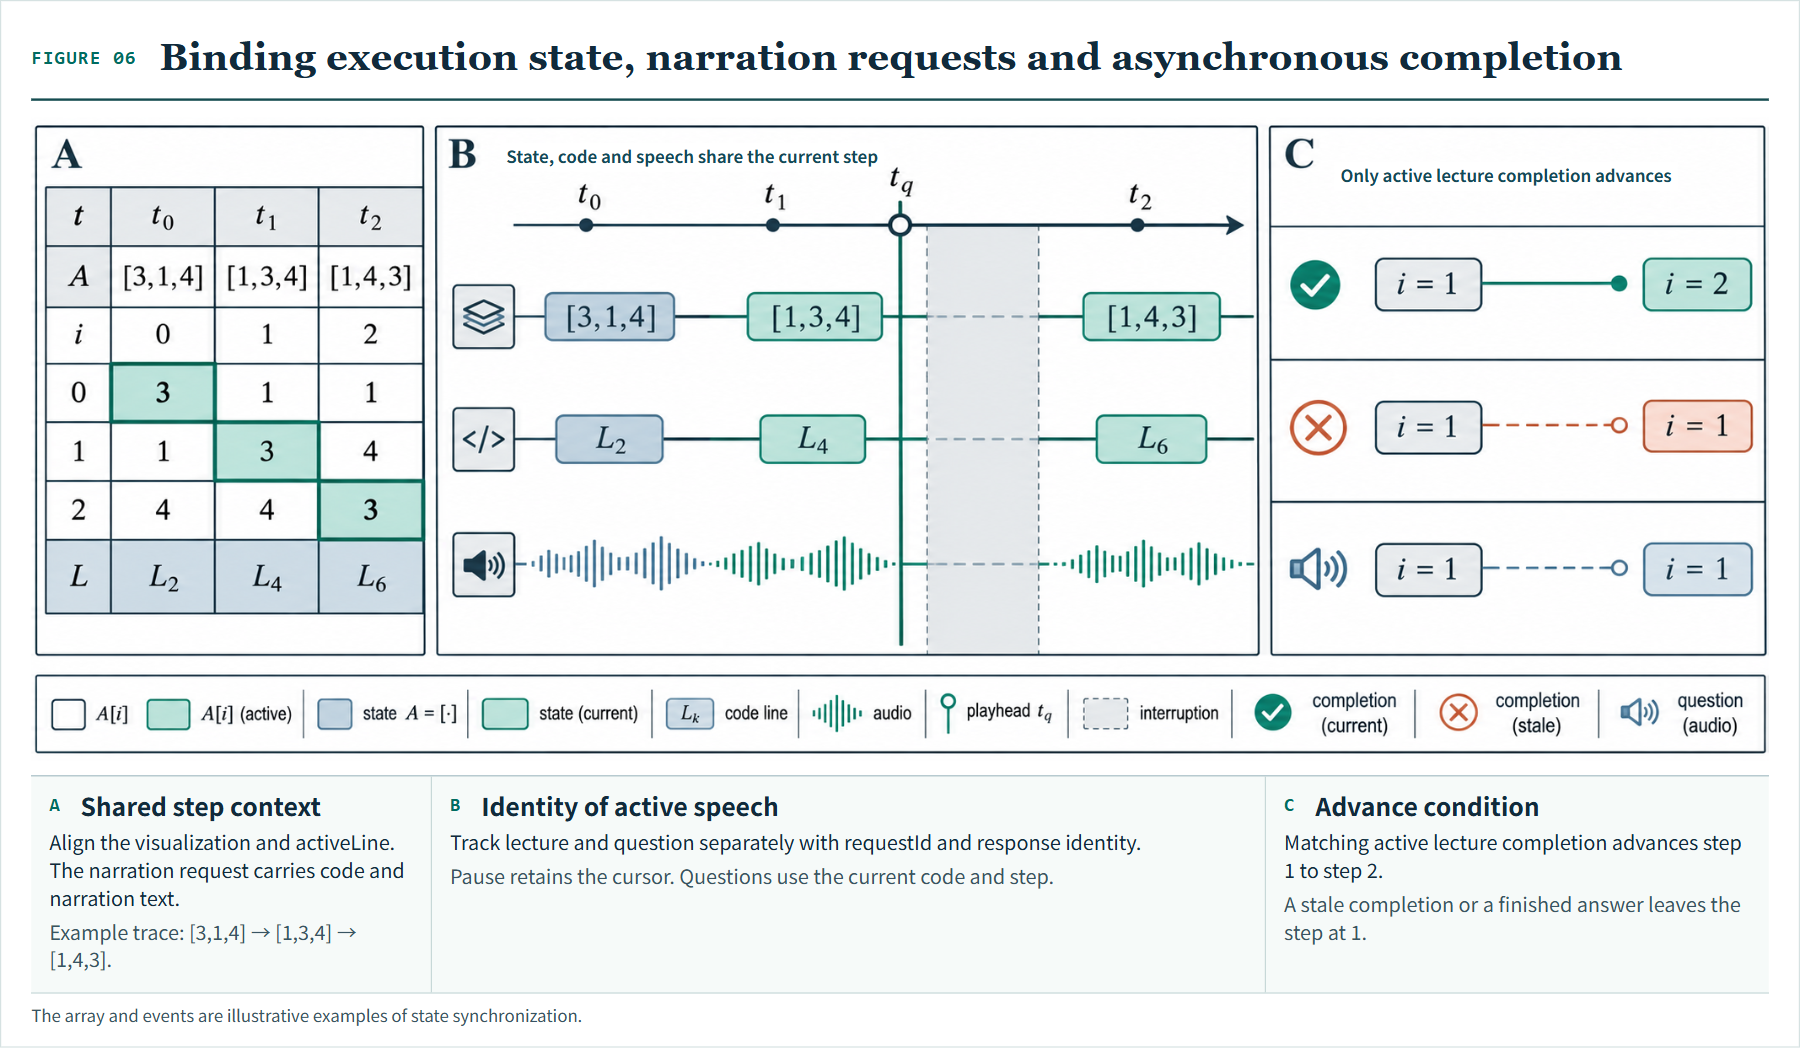 FIGURE 06 Binding execution state, narration requests and asynchronous completion
A
t t0 t1 t2
A [3,1,4] [1,3,4] [1,4,3]
i 0 1 2
0 3 1 1
1 1 3 4
2 4 4 3
L L2 L4 L6
B State, code and speech share the current step
t0 t1 tq t2
[3,1,4] [1,3,4] [1,4,3]
</> L2 L4 L6
C
Only active lecture completion advances
i = 1 i = 2
i = 1 i = 1
i = 1 i = 1
A[i] A[i] (active) state A = [·] state (current) Lk code line audio playhead tq interruption completion (current) completion (stale) question (audio)
A Shared step context
Align the visualization and activeLine.
The narration request carries code and
narration text.
Example trace: [3,1,4] → [1,3,4] →
[1,4,3].
B Identity of active speech
Track lecture and question separately with requestId and response identity.
Pause retains the cursor. Questions use the current code and step.
C Advance condition
Matching active lecture completion advances step
1 to step 2.
A stale completion or a finished answer leaves the
step at 1.
The array and events are illustrative examples of state synchronization.